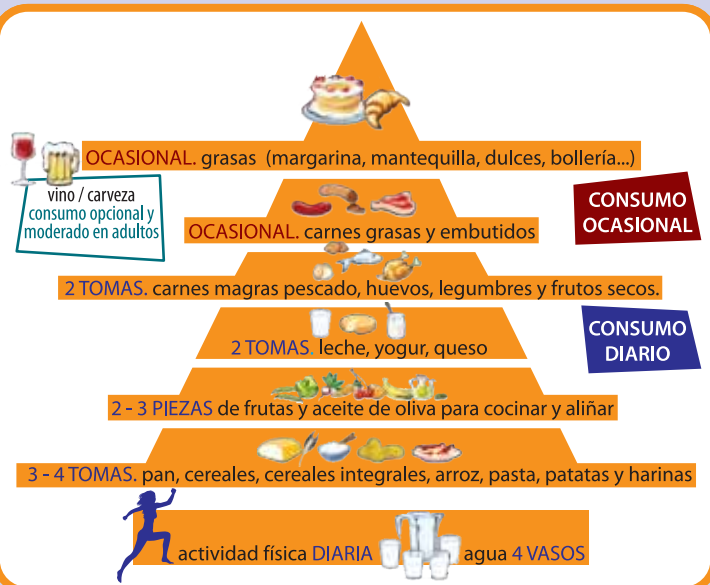 OCASIONAL. grasas (margarina, mantequilla, dulces, bollería...)
vino / carveza
consumo opcional y
moderado en adultos
CONSUMO
OCASIONAL
OCASIONAL. carnes grasas y embutidos
2 TOMAS. carnes magras pescado, huevos, legumbres y frutos secos.
CONSUMO
DIARIO
2 TOMAS. leche, yogur, queso
2 - 3 PIEZAS de frutas y aceite de oliva para cocinar y aliñar
3 - 4 TOMAS. pan, cereales, cereales integrales, arroz, pasta, patatas y harinas
actividad física DIARIA
agua 4 VASOS